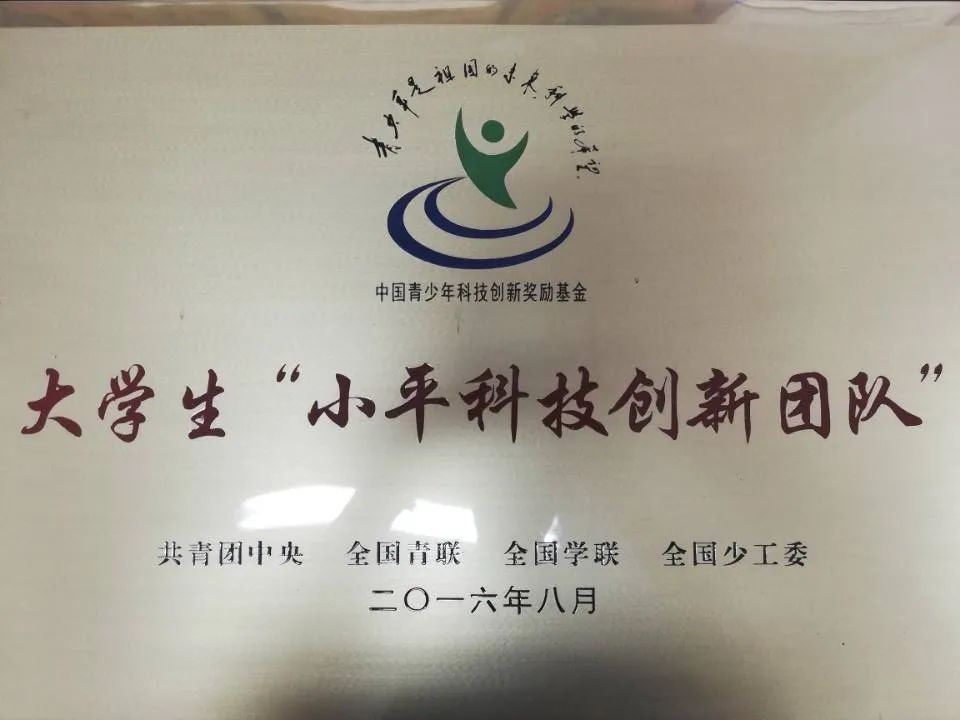 青少年是祖国的未来,科学的希望.
中国青少年科技创新奖励基金
大学生“小平科技创新团队”
共青团中央 全国青联 全国学联 全国少工委
二〇一六年八月